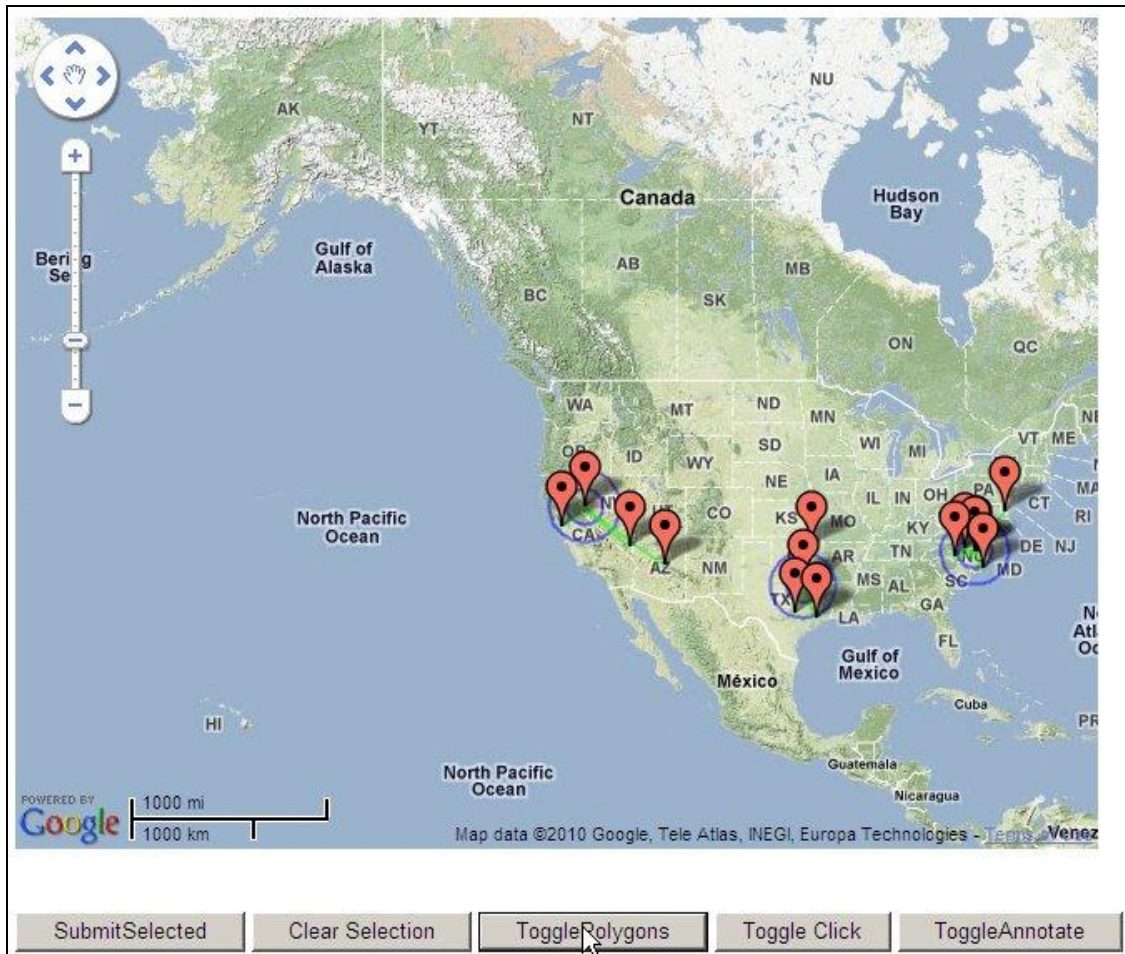 NU
AK
YT
NT
Canada
Hudson
Bay
Gulf of
Alaska
AB
MB
BC
SK
ON
QC
WA
MT
ND
MN
VT ME
SD
WI
MI
ID
WY
IA
NE
PA
IL IN OH
CT
MA
RI
KS
MO
KY
CO
North Pacific
Ocean
CA
AZ
NM
AR
TN
DE NJ
MD
MS AL
SC
TX
LA
GA
FL
Gulf of
Mexico
México
Cuba
HI
PR
Guatemala
North Pacific
Ocean
Nicaragua
POWERED BY
Google
1000 mi
1000 km
Map data ©2010 Google, Tele Atlas, INEGI, Europa Technologies -
SubmitSelected
Clear Selection
TogglePolygons
Toggle Click
ToggleAnnotate